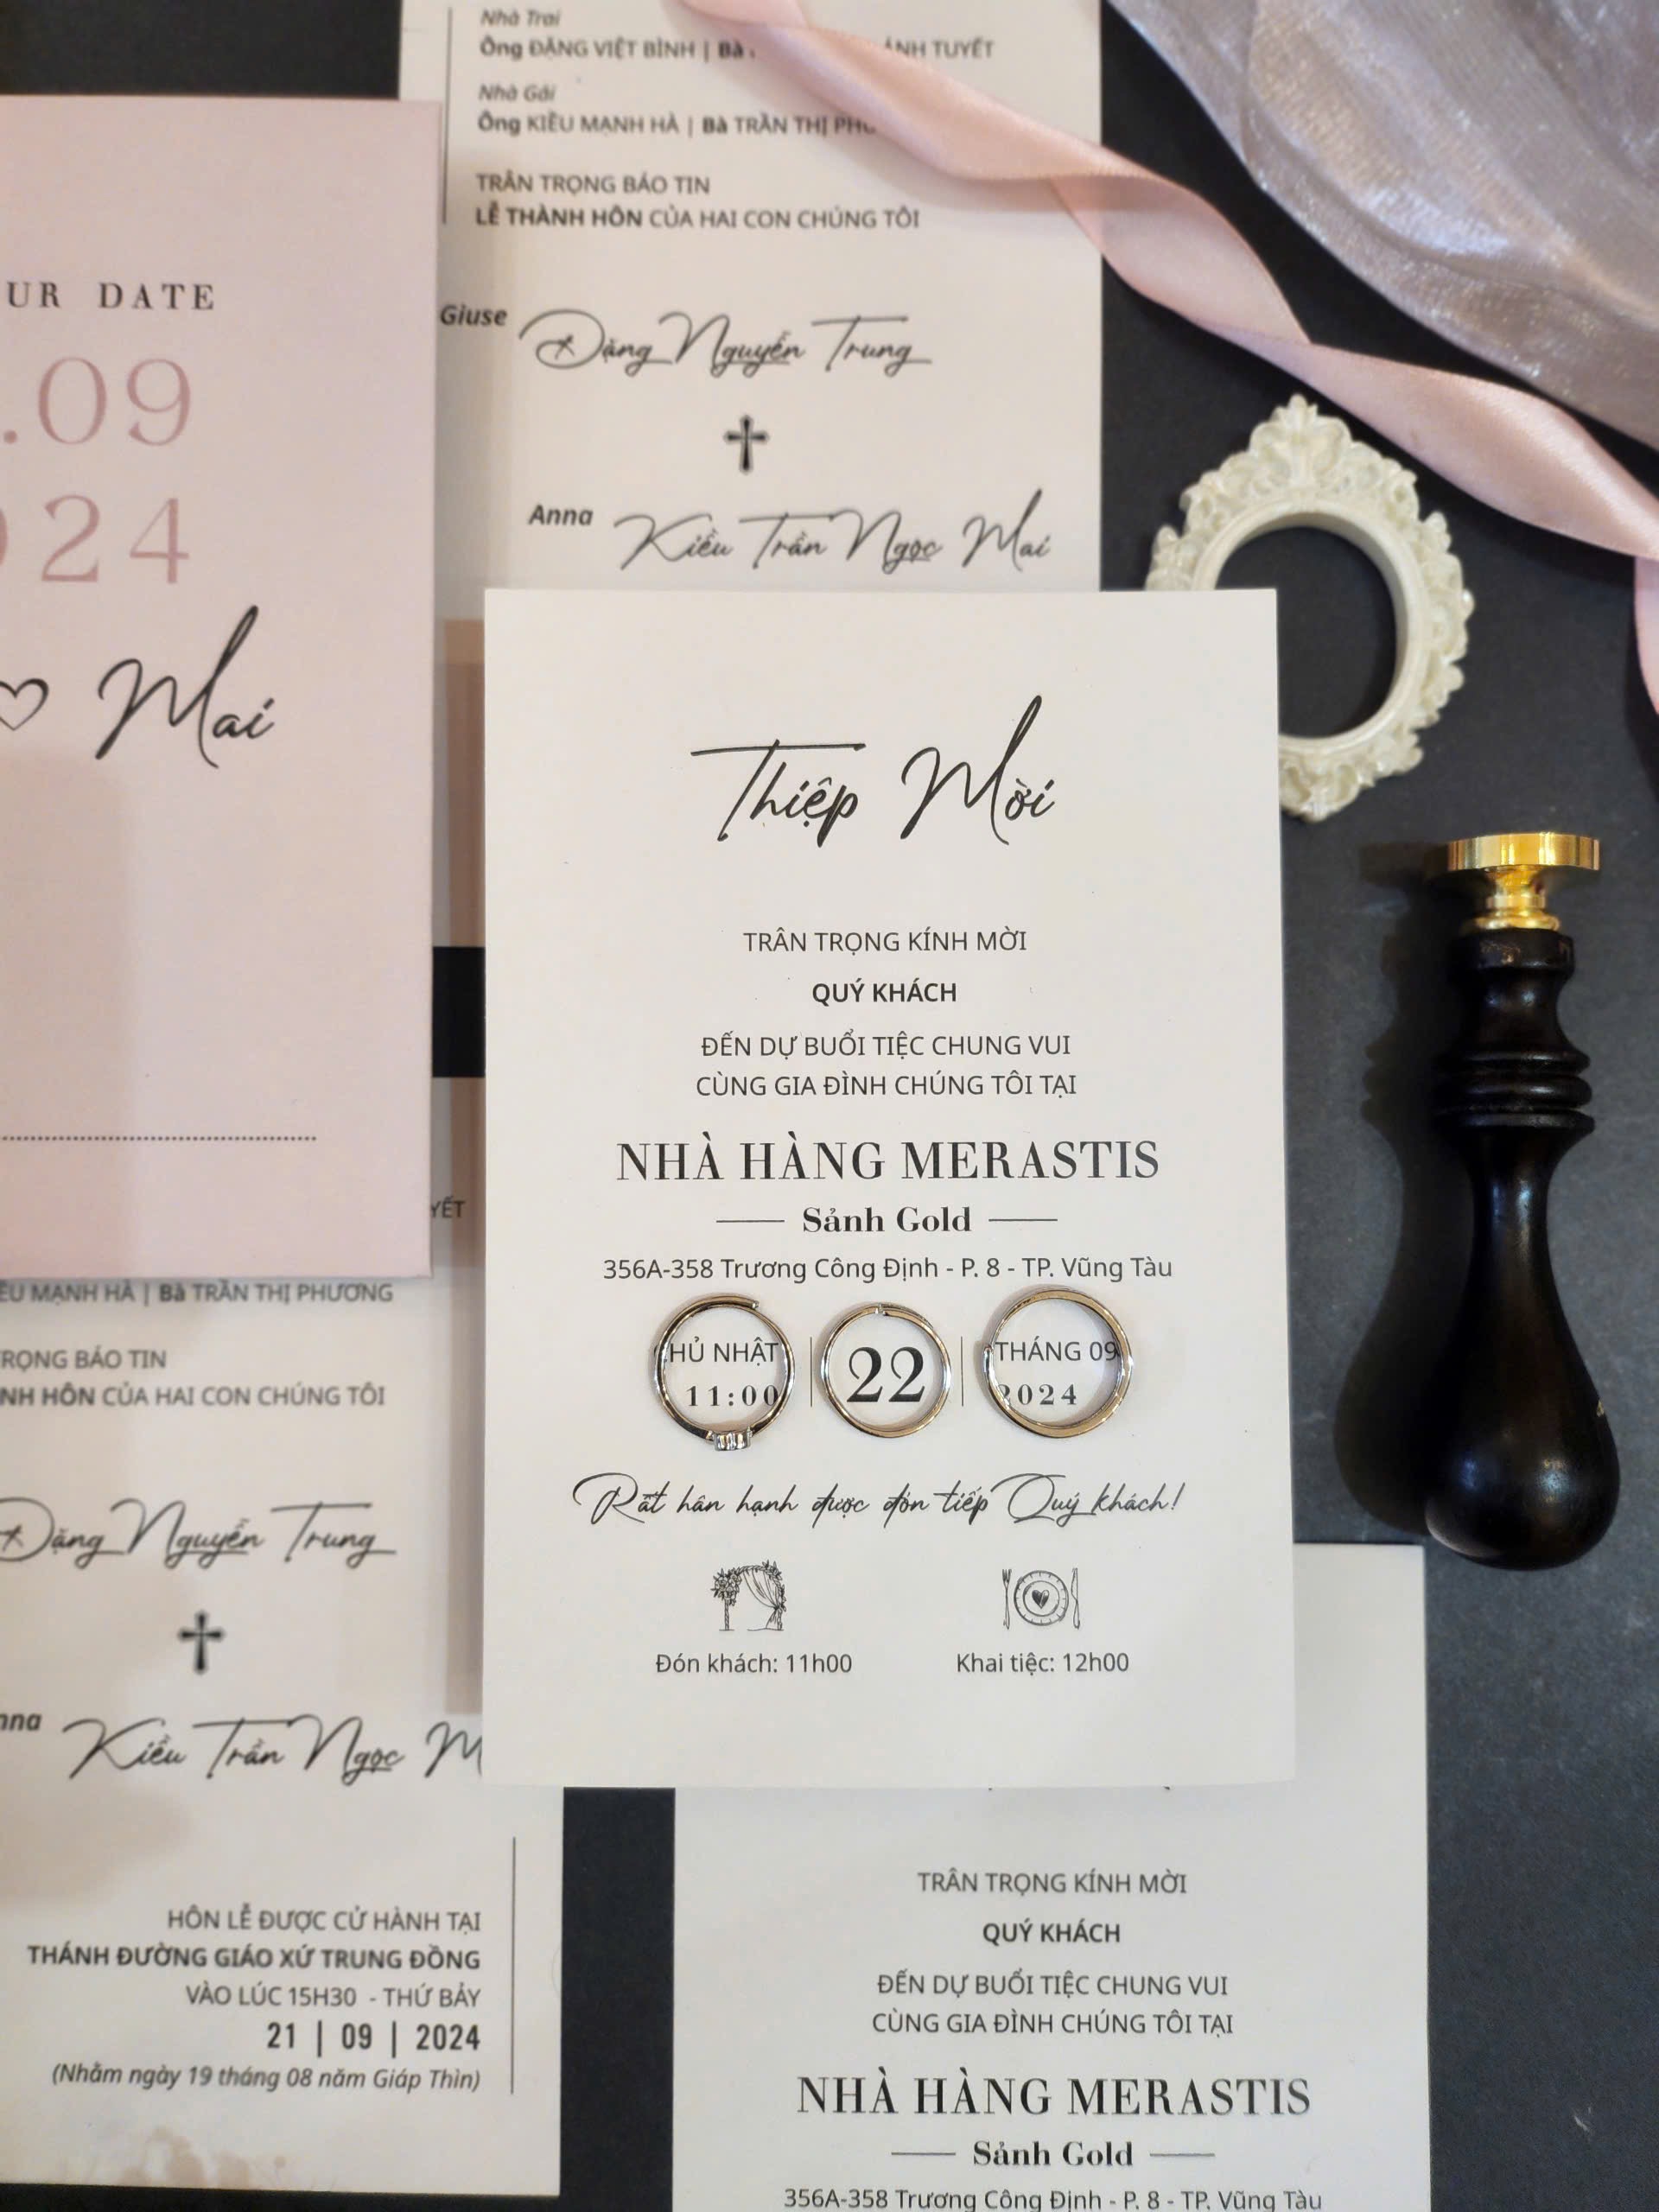 Nhà Trai
Ông ĐẶNG VIỆT BÌNH | Bà ÁNH TUYẾT
Nhà Gái
Ông KIỀU MẠNH HÀ | Bà TRẦN THỊ
TRÂN TRỌNG BÁO TIN
LỄ THÀNH HÔN CỦA HAI CON CHÚNG TÔI
Giuse Đặng Nguyễn Trung
Anna Kiều Trần Ngọc Mai
UR DATE
.09
24
Mai
Thiệp Mời
TRÂN TRỌNG KÍNH MỜI
QUÝ KHÁCH
ĐẾN DỰ BUỔI TIỆC CHUNG VUI
CÙNG GIA ĐÌNH CHÚNG TÔI TẠI
NHÀ HÀNG MERASTIS
Sảnh Gold
356A-358 Trương Công Định - P. 8 - TP. Vũng Tàu
CHỦ NHẬT
11:00
22
THÁNG 09
2024
Rất hân hạnh được đón tiếp Quý khách!
Đón khách: 11h00
Khai tiệc: 12h00
YẾT
ỀU MẠNH HÀ | Bà TRẦN THỊ PHƯƠNG
RỌNG BÁO TIN
NH HÔN CỦA HAI CON CHÚNG TÔI
Đặng Nguyễn Trung
nna Kiều Trần Ngọc M
HÔN LỄ ĐƯỢC CỬ HÀNH TẠI
THÁNH ĐƯỜNG GIÁO XỨ TRUNG ĐỒNG
VÀO LÚC 15H30 - THỨ BẢY
21 | 09 | 2024
(Nhằm ngày 19 tháng 08 năm Giáp Thìn)
TRÂN TRỌNG KÍNH MỜI
QUÝ KHÁCH
ĐẾN DỰ BUỔI TIỆC CHUNG VUI
CÙNG GIA ĐÌNH CHÚNG TÔI TẠI
NHÀ HÀNG MERASTIS
Sảnh Gold
356A-358 Trương Công Định - P. 8 - TP. Vũng Tàu